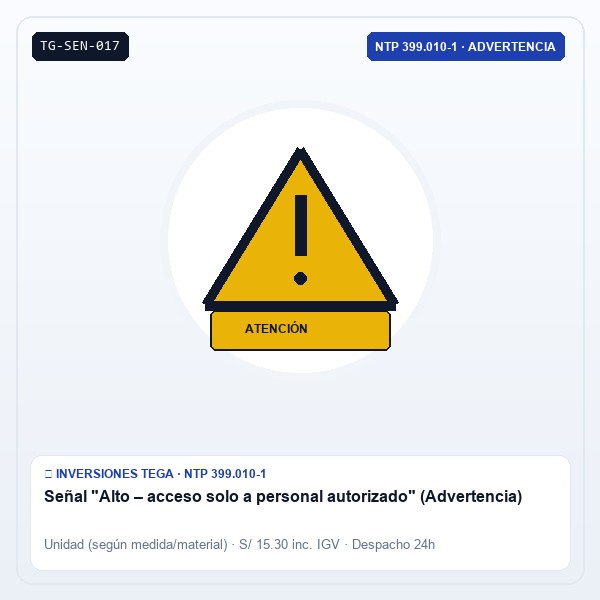 TG-SEN-017
NTP 399.010-1 · ADVERTENCIA
ATENCIÓN
□ INVERSIONES TEGA · NTP 399.010-1
Señal "Alto – acceso solo a personal autorizado" (Advertencia)
Unidad (según medida/material) · S/ 15.30 inc. IGV · Despacho 24h